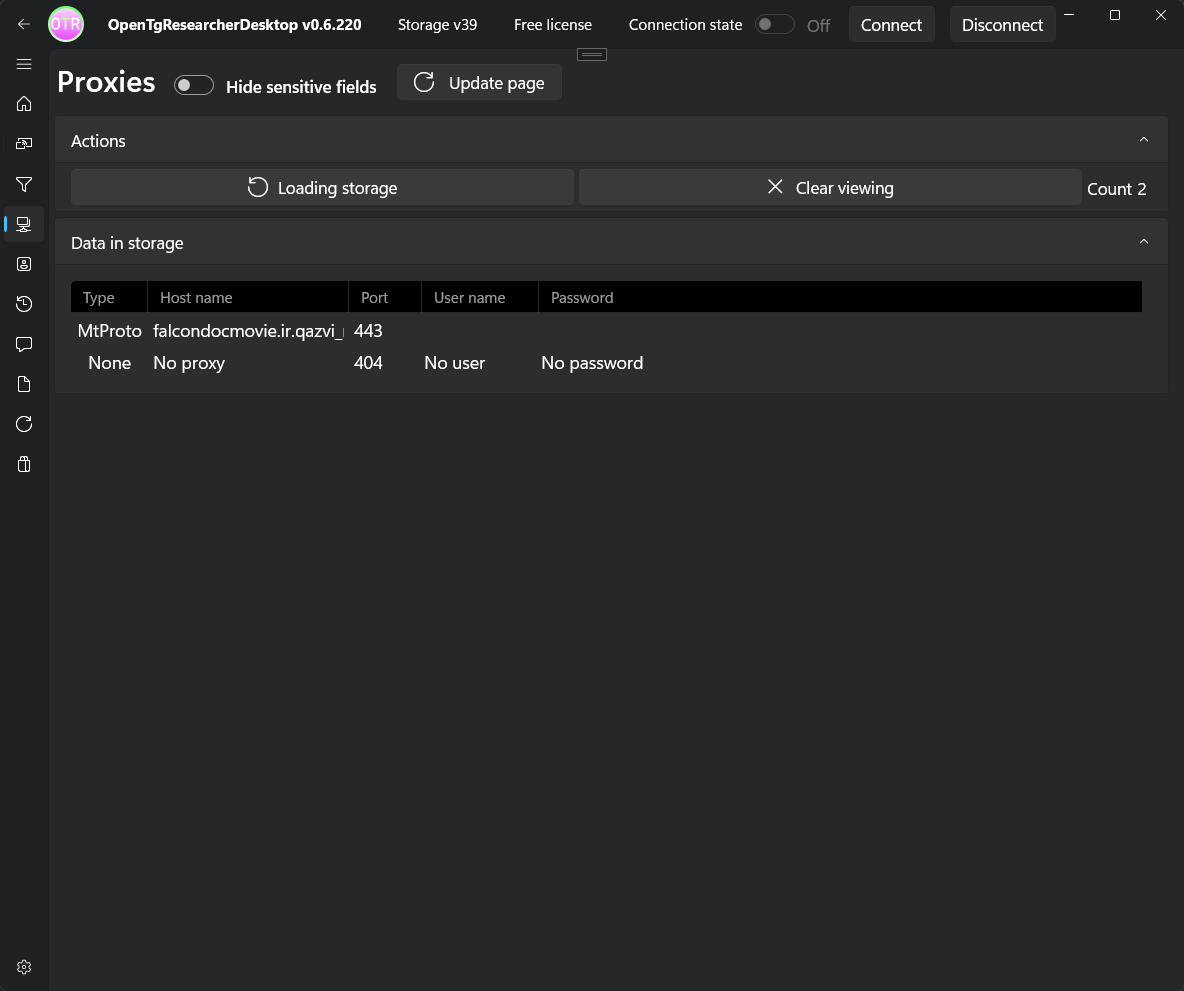 OTR OpenTgResearcherDesktop v0.6.220 Storage v39 Free license Connection state Off Connect Disconnect
Proxies Hide sensitive fields Update page
Actions
Loading storage Clear viewing Count 2
Data in storage
Type Host name Port User name Password
MtProto falcondocmovie.ir.qazvi_ 443
None No proxy 404 No user No password